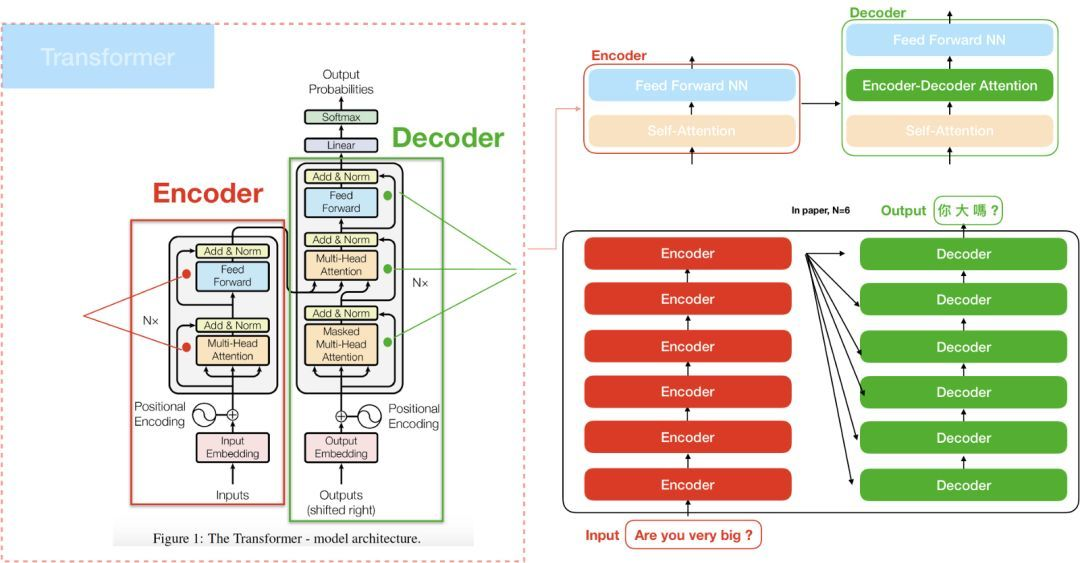 Transformer
Encoder
Decoder
Output
Probabilities
Softmax
Linear
Add & Norm
Feed
Forward
Add & Norm
Multi-Head
Attention
Add & Norm
Masked
Multi-Head
Attention
Nx
Positional
Encoding
Output
Embedding
Outputs
(shifted right)
Add & Norm
Feed
Forward
Add & Norm
Multi-Head
Attention
Nx
Positional
Encoding
Input
Embedding
Inputs
Figure 1: The Transformer - model architecture.
Encoder
Feed Forward NN
Self-Attention
Decoder
Feed Forward NN
Encoder-Decoder Attention
Self-Attention
In paper, N=6
Output 你 大 嗎 ?
Encoder
Encoder
Encoder
Encoder
Encoder
Encoder
Decoder
Decoder
Decoder
Decoder
Decoder
Decoder
Input Are you very big ?